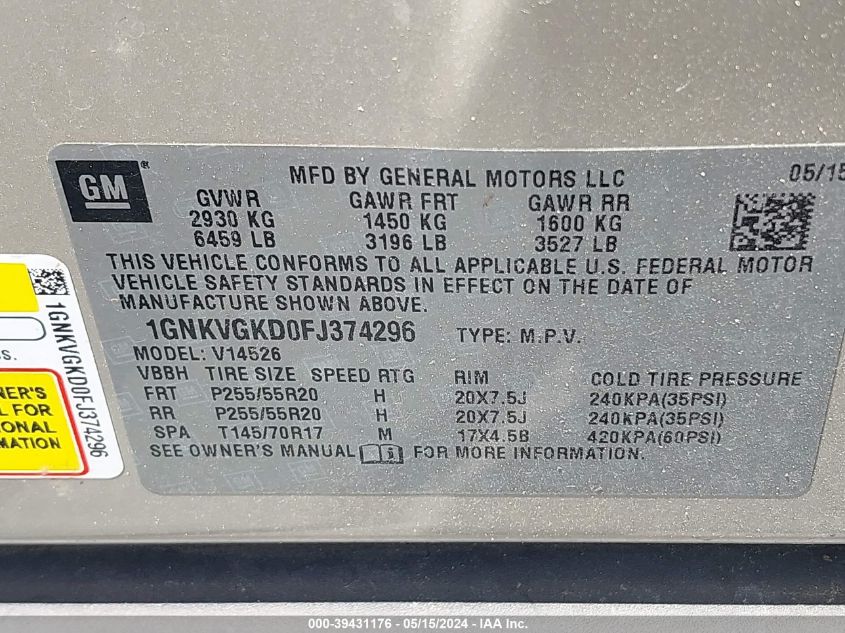 MFD BY GENERAL MOTORS LLC 05/15
GM®
GVWR GAWR FRT GAWR RR
2930 KG 1450 KG 1600 KG
6459 LB 3196 LB 3527 LB
THIS VEHICLE CONFORMS TO ALL APPLICABLE U.S. FEDERAL MOTOR
VEHICLE SAFETY STANDARDS IN EFFECT ON THE DATE OF
MANUFACTURE SHOWN ABOVE.
1GNKVGKD0FJ374296 TYPE: M.P.V.
MODEL: V14526
VBBH TIRE SIZE SPEED RTG RIM COLD TIRE PRESSURE
FRT P255/55R20 H 20X7.5J 240KPA(35PSI)
RR P255/55R20 H 20X7.5J 240KPA(35PSI)
SPA T145/70R17 M 17X4.5B 420KPA(60PSI)
SEE OWNER'S MANUAL i FOR MORE INFORMATION.
S.
OWNER'S
L FOR
IONAL
TION
1GNKVGKD0FJ374296
000-39431176 - 05/15/2024 - IAA Inc.